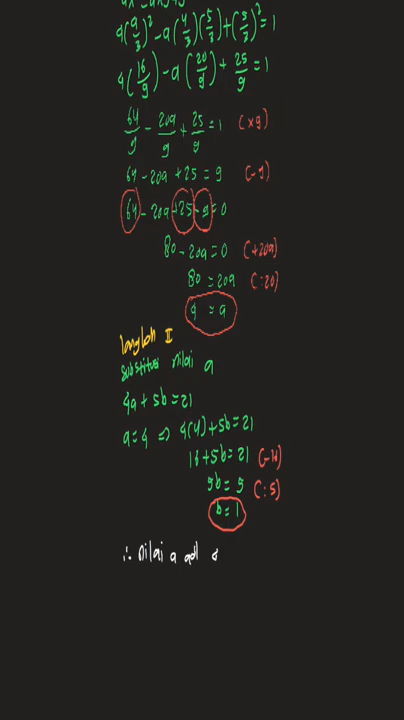 4(4/3)² - a(4/3)(5/3) + (5/3)² = 1
4(16/9) - a(20/9) + 25/9 = 1
64/9 - 20a/9 + 25/9 = 1 (×9)
64 - 20a + 25 = 9 (-9)
64 - 20a + 25 - 9 = 0
80 - 20a = 0 (+20a)
80 = 20a (:20)
4 = a
Langkah II
Substitusi nilai a
4a + 5b = 21
a = 4 => 4(4) + 5b = 21
16 + 5b = 21 (-16)
5b = 5 (:5)
b = 1
∴ Nilai a adl